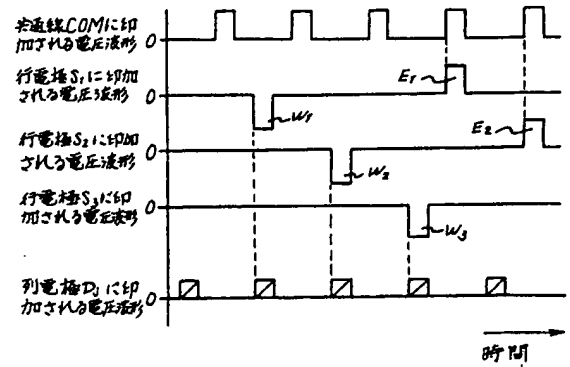 共通線COMに印
加される電圧波形
0
行電極S₁に印加
される電圧波形
0
W₁
E₁
行電極S₂に印加
される電圧波形
0
W₂
E₂
行電極S₃に印
加される電圧波形
0
W₃
列電極Dⱼに印
加される電圧波形
0
時間